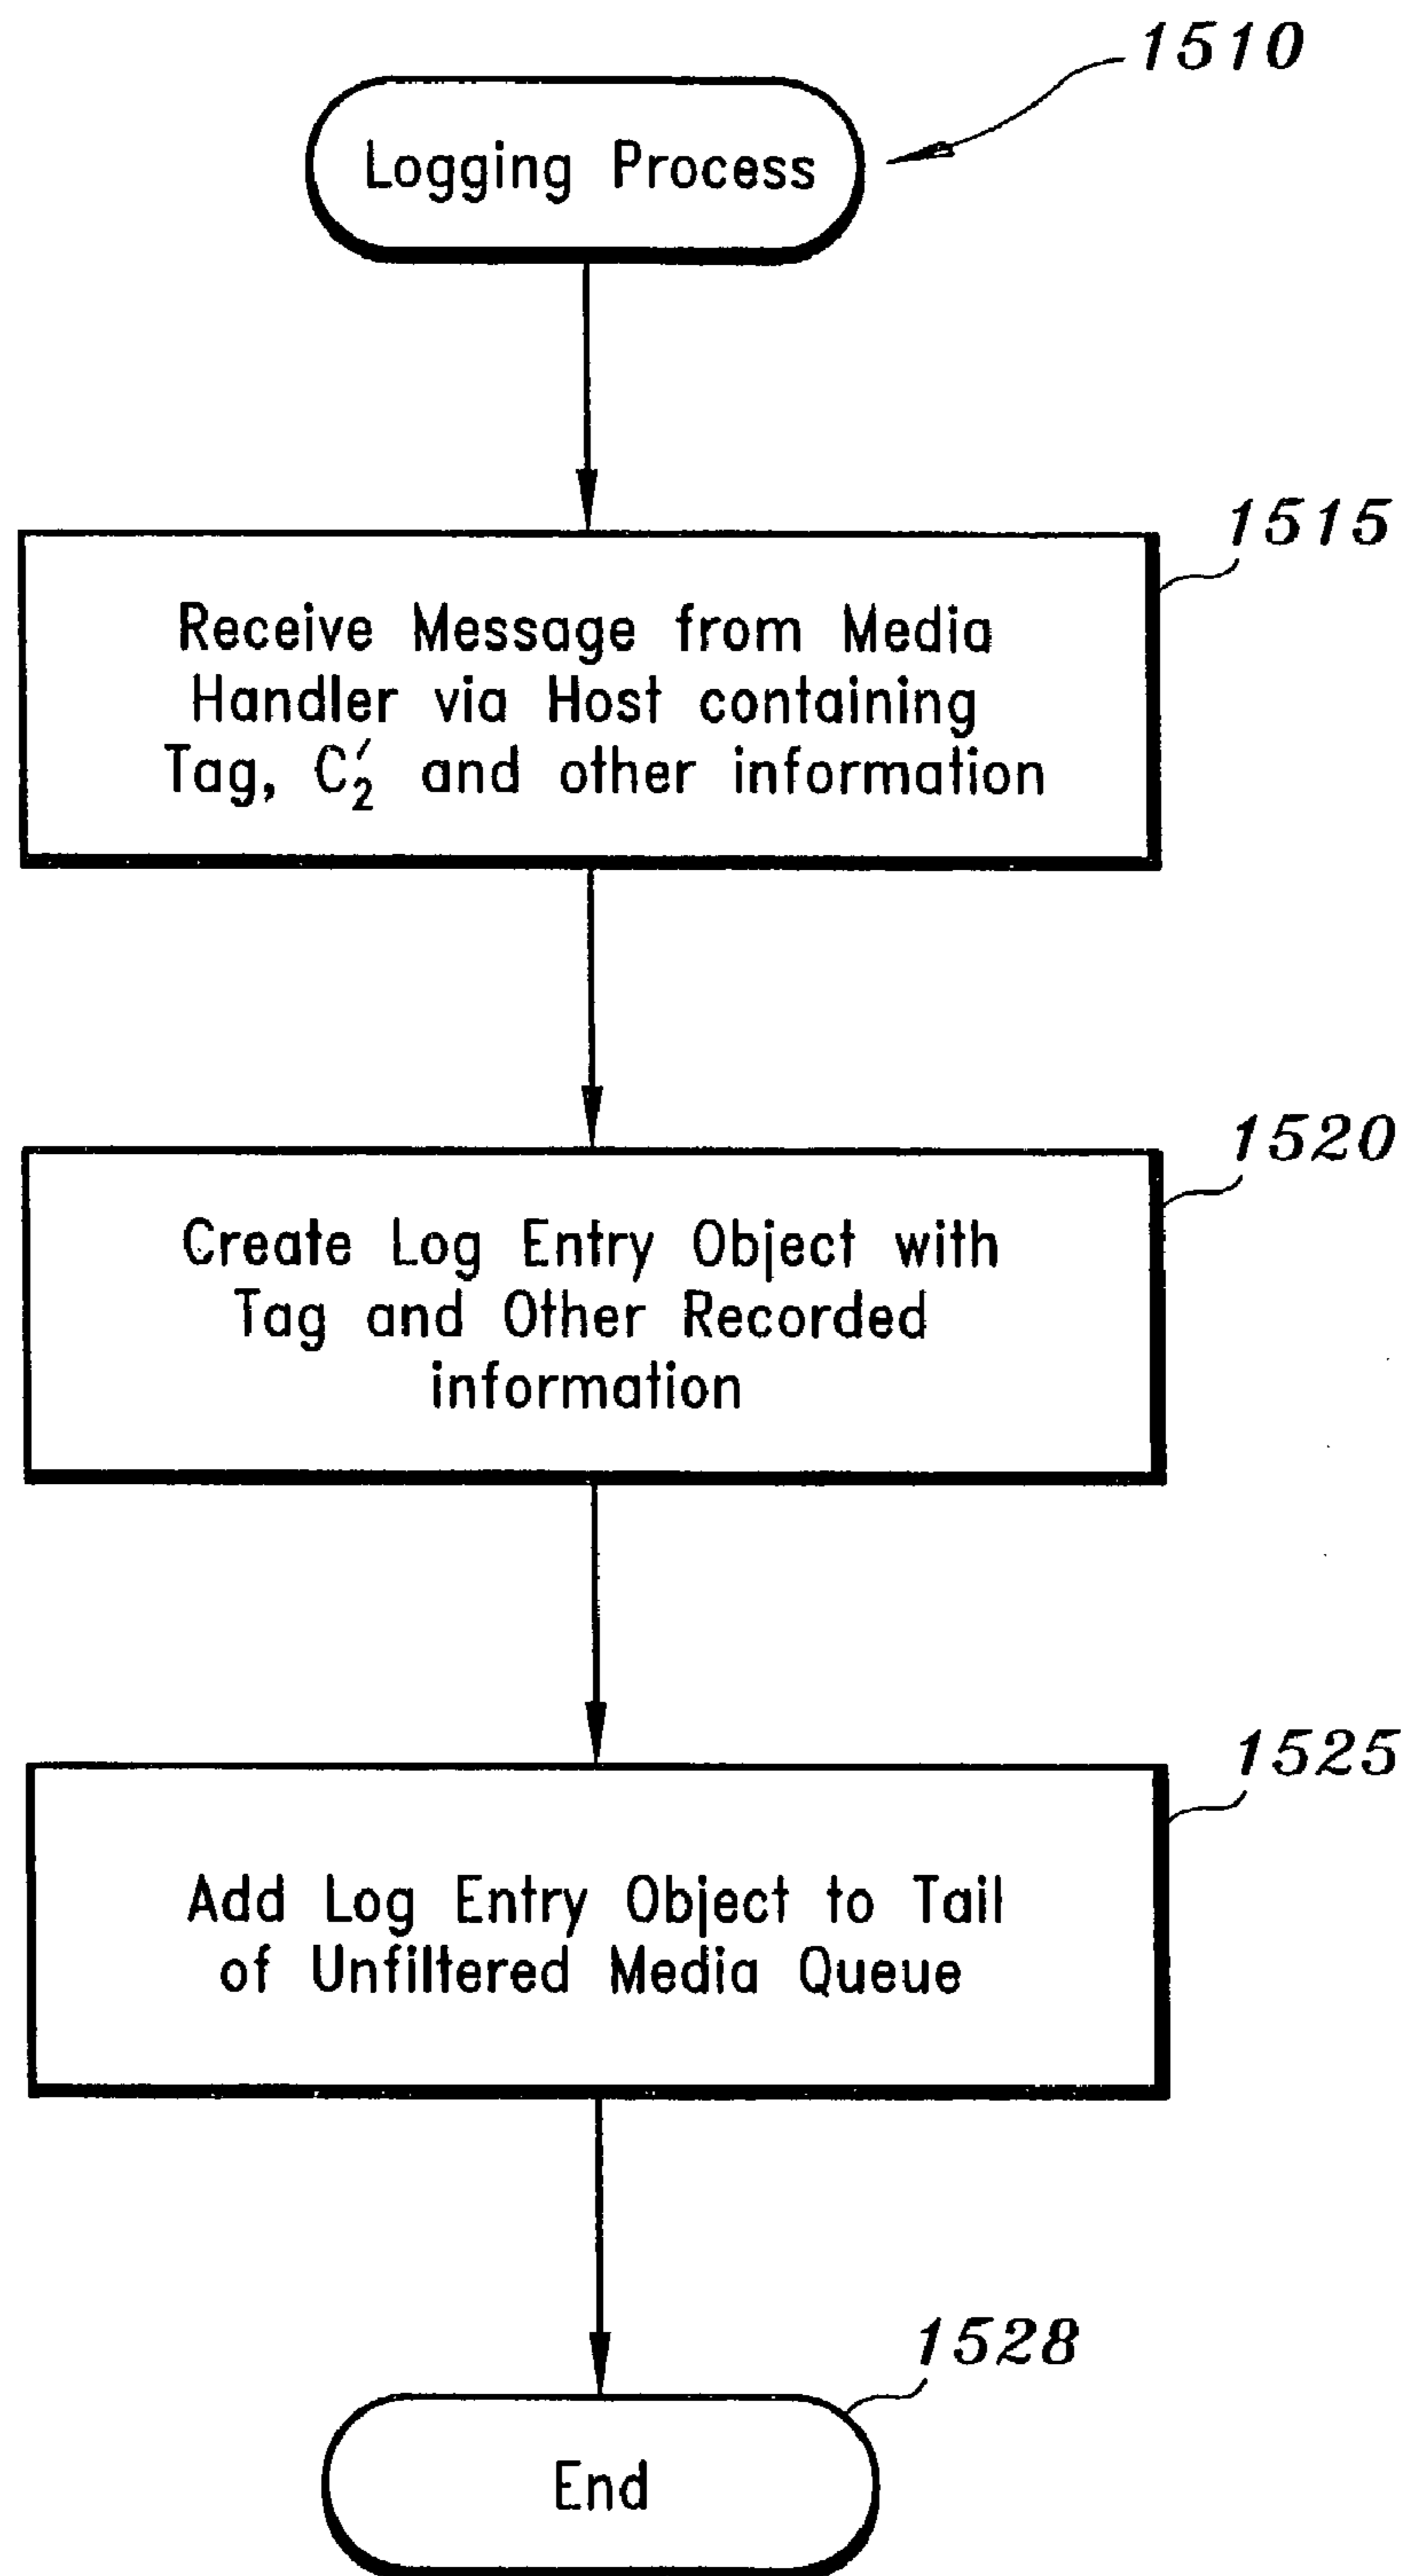 1510
Logging Process
1515
Receive Message from Media
Handler via Host containing
Tag, C₂′ and other information
1520
Create Log Entry Object with
Tag and Other Recorded
information
1525
Add Log Entry Object to Tail
of Unfiltered Media Queue
1528
End